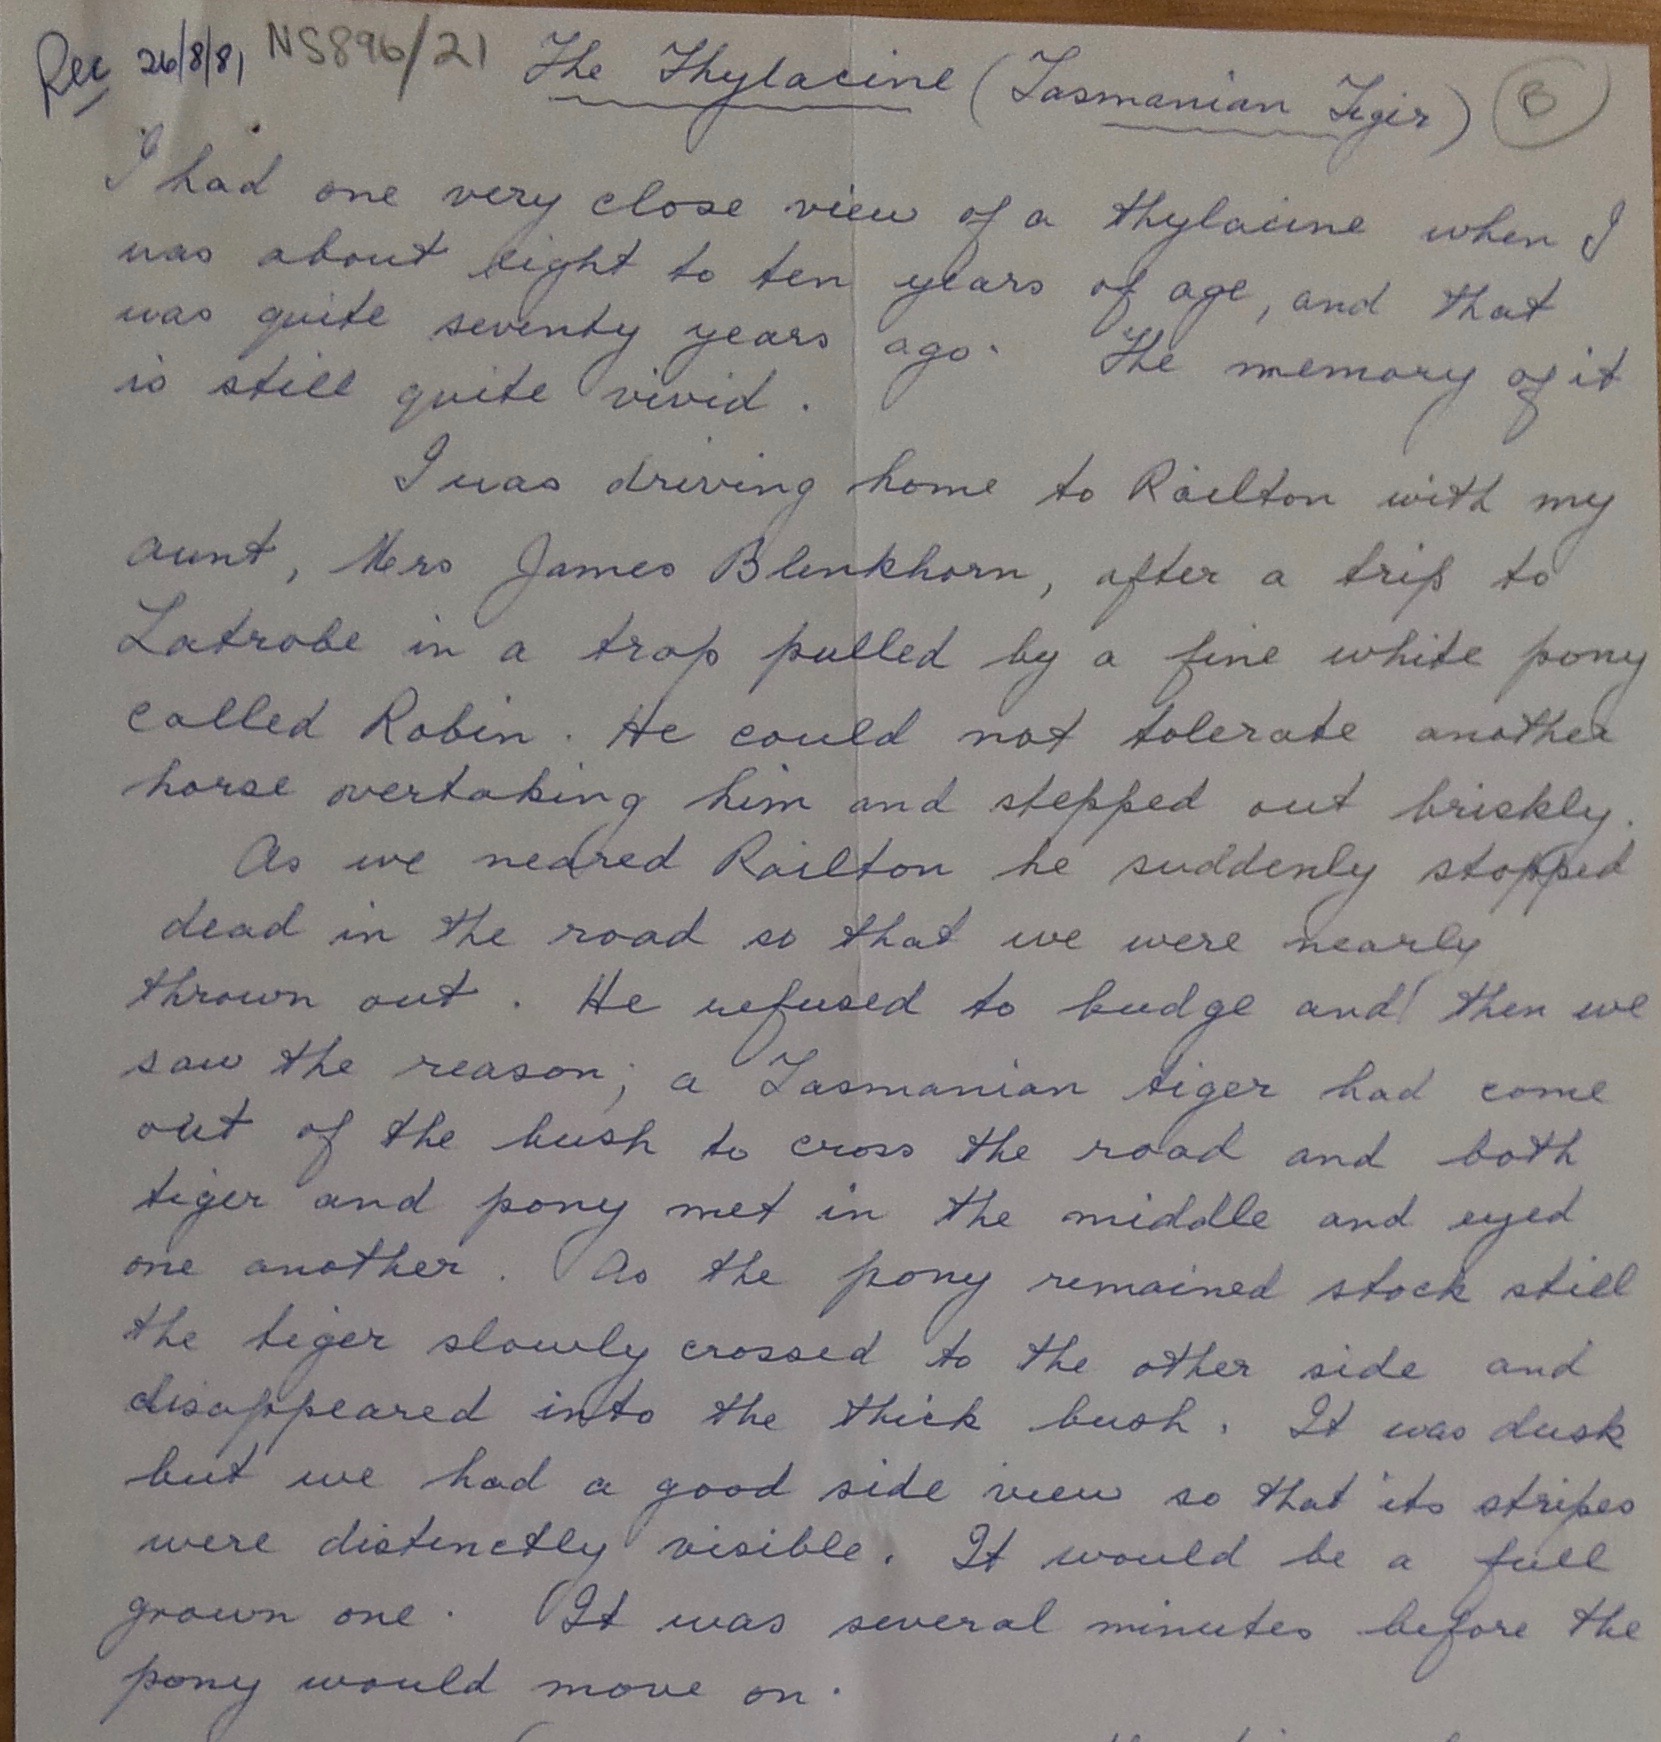 Rec 26/8/81 NS896/21 The Thylacine (Tasmanian Tiger) B
I had one very close view of a thylacine when I
was about eight to ten years of age, and that
was quite seventy years ago. The memory of it
is still quite vivid.
I was driving home to Railton with my
aunt, Mrs James Blenkhorn, after a trip to
Latrobe in a trap pulled by a fine white pony
called Robin. He could not tolerate another
horse overtaking him and stepped out briskly.
As we neared Railton he suddenly stopped
dead in the road so that we were nearly
thrown out. He refused to budge and then we
saw the reason; a Tasmanian tiger had come
out of the bush to cross the road and both
tiger and pony met in the middle and eyed
one another. As the pony remained stock still
the tiger slowly crossed to the other side and
disappeared into the thick bush. It was dusk
but we had a good side view so that its stripes
were distinctly visible. It would be a full
grown one. It was several minutes before the
pony would move on.